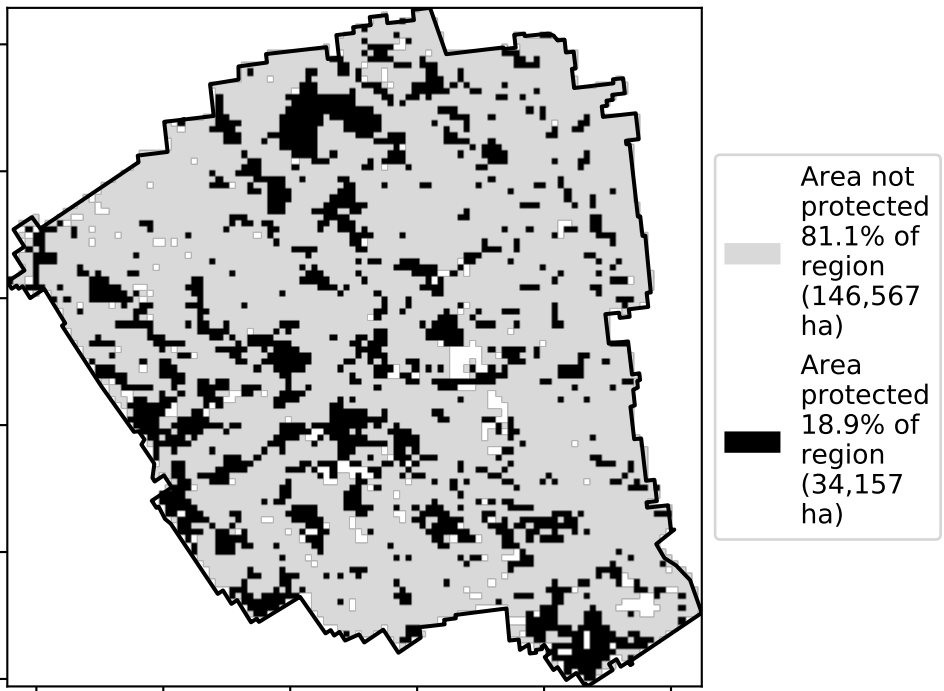 Area not
protected
81.1% of
region
(146,567
ha)
Area
protected
18.9% of
region
(34,157
ha)